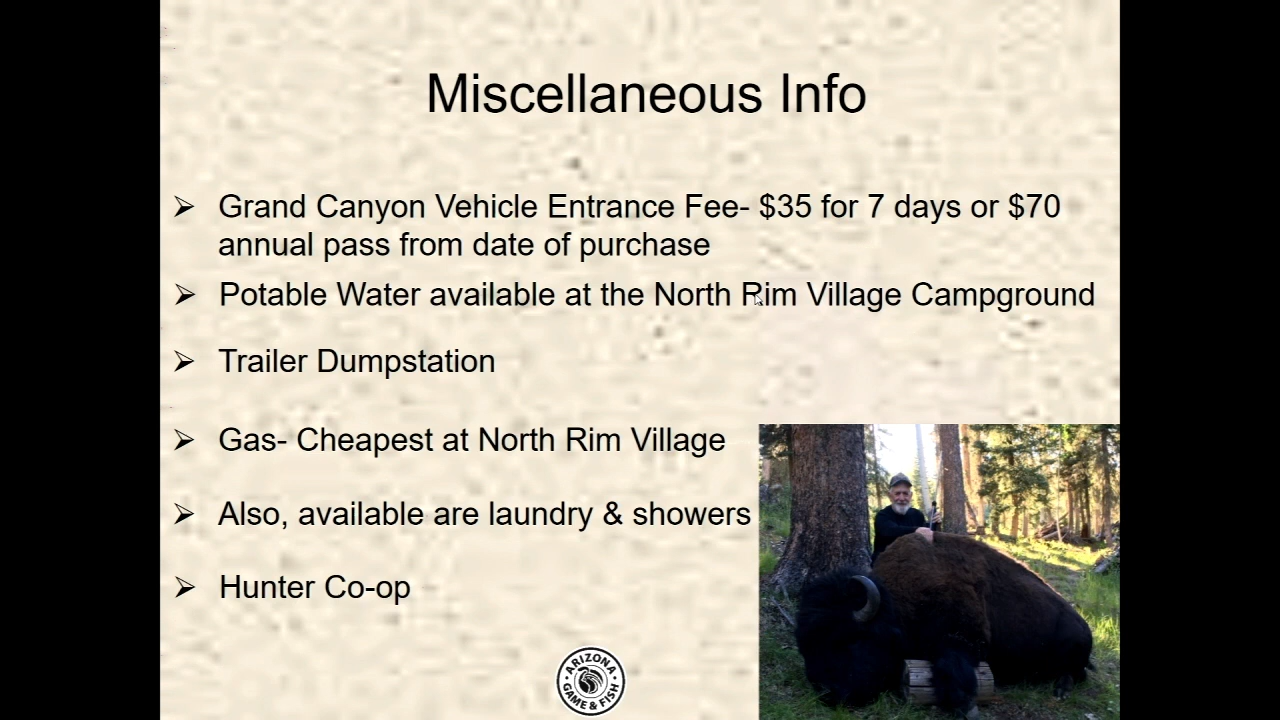 Miscellaneous Info
➢ Grand Canyon Vehicle Entrance Fee- $35 for 7 days or $70
annual pass from date of purchase
➢ Potable Water available at the North Rim Village Campground
➢ Trailer Dumpstation
➢ Gas- Cheapest at North Rim Village
➢ Also, available are laundry & showers
➢ Hunter Co-op
ARIZONA
GAME & FISH